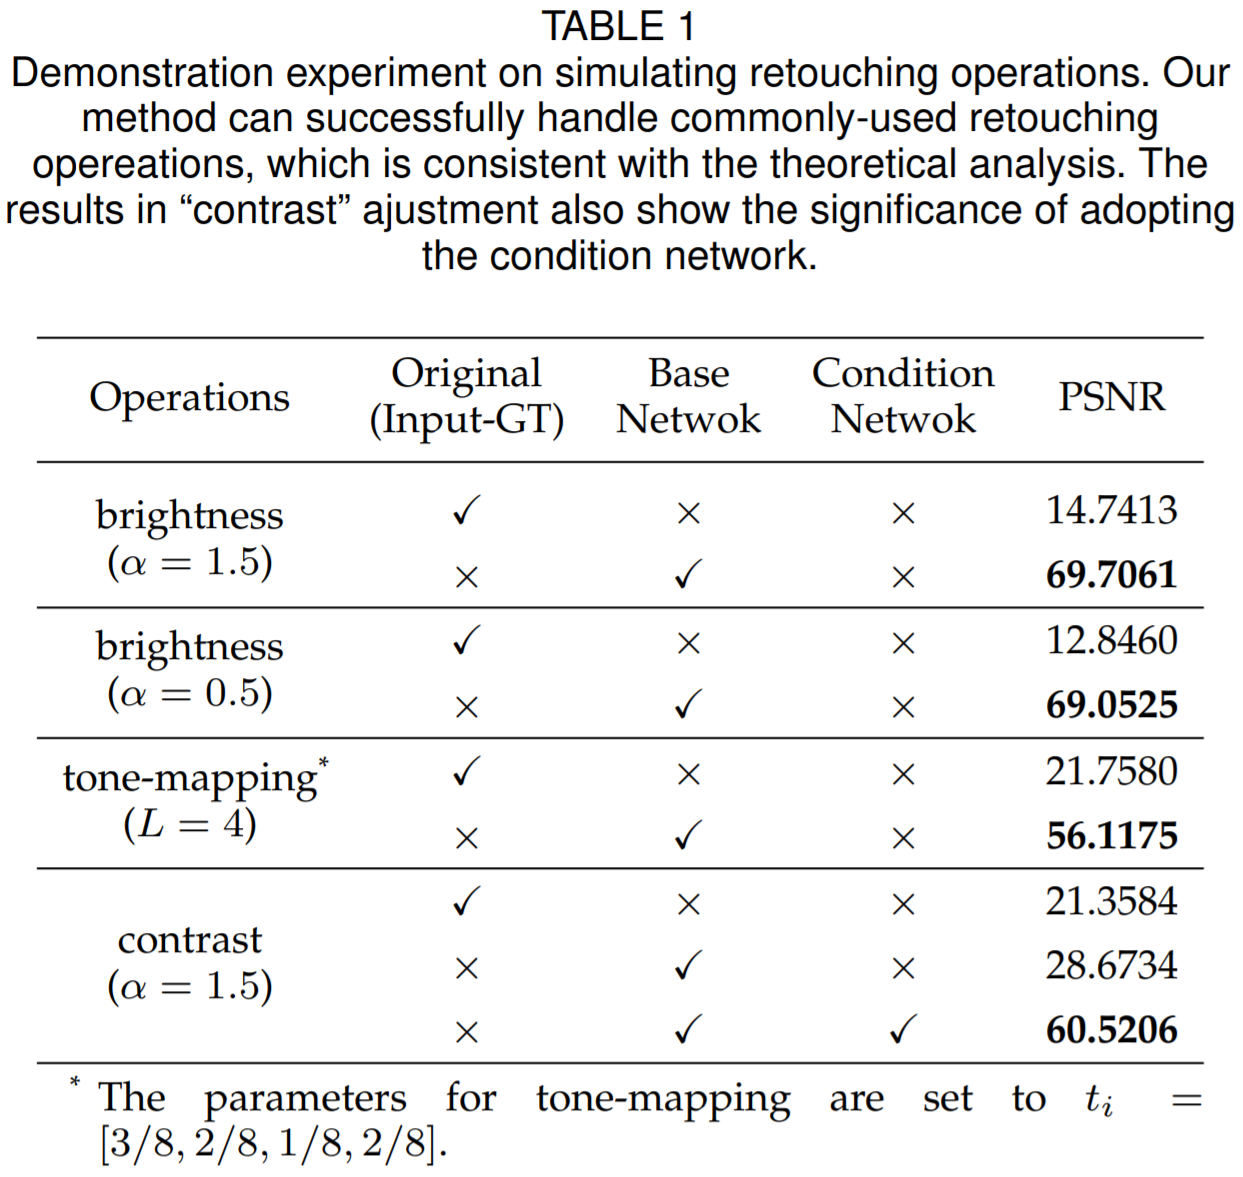 TABLE 1
Demonstration experiment on simulating retouching operations. Our
method can successfully handle commonly-used retouching
opereations, which is consistent with the theoretical analysis. The
results in “contrast” ajustment also show the significance of adopting
the condition network.
Operations Original (Input-GT) Base Netwok Condition Netwok PSNR
brightness (α = 1.5) ✓ × × 14.7413
× ✓ × 69.7061
brightness (α = 0.5) ✓ × × 12.8460
× ✓ × 69.0525
tone-mapping* (L = 4) ✓ × × 21.7580
× ✓ × 56.1175
contrast (α = 1.5) ✓ × × 21.3584
× ✓ × 28.6734
× ✓ ✓ 60.5206
* The parameters for tone-mapping are set to tᵢ =
[3/8, 2/8, 1/8, 2/8].